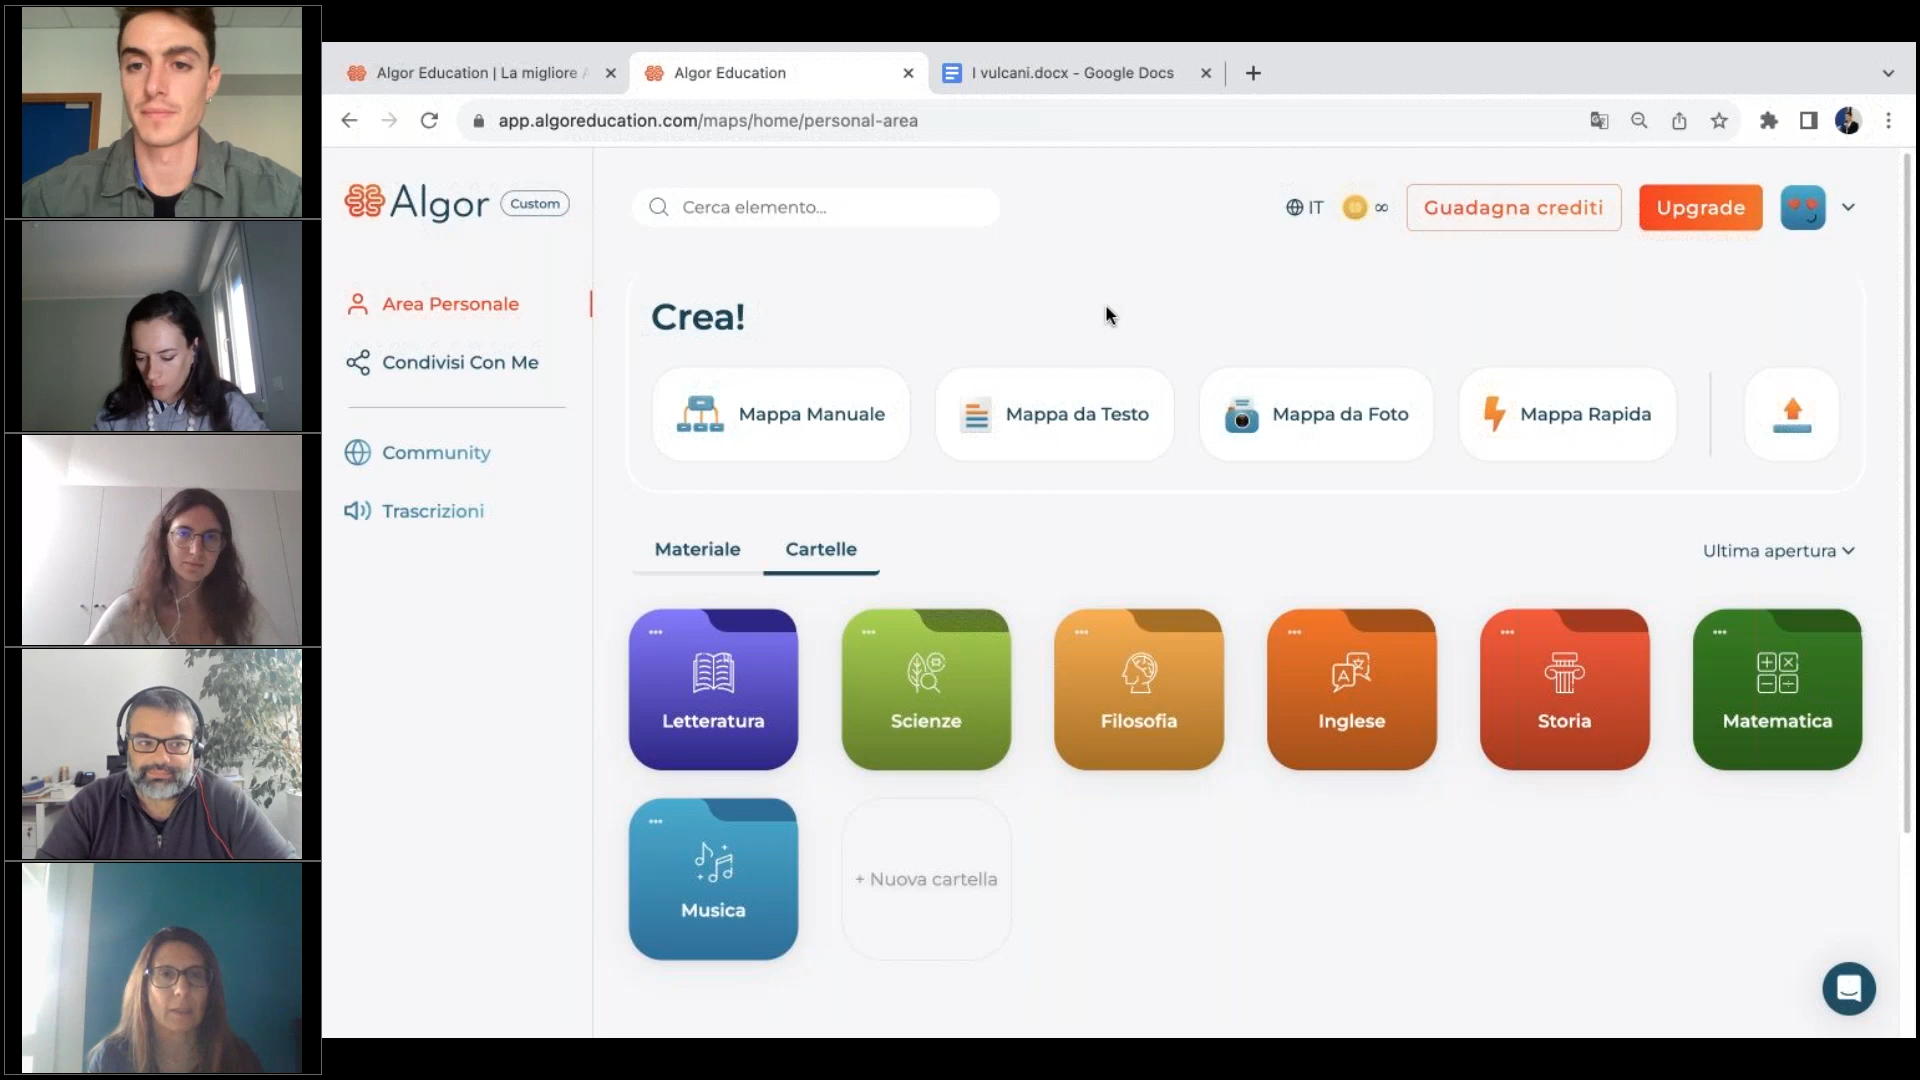 Algor Education | La migliore
Algor Education
I vulcani.docx - Google Docs
app.algoreducation.com/maps/home/personal-area
Algor
Custom
Cerca elemento...
IT
∞
Guadagna crediti
Upgrade
Area Personale
Condivisi Con Me
Community
Trascrizioni
Crea!
Mappa Manuale
Mappa da Testo
Mappa da Foto
Mappa Rapida
Materiale
Cartelle
Ultima apertura
Letteratura
Scienze
Filosofia
Inglese
Storia
Matematica
Musica
+ Nuova cartella